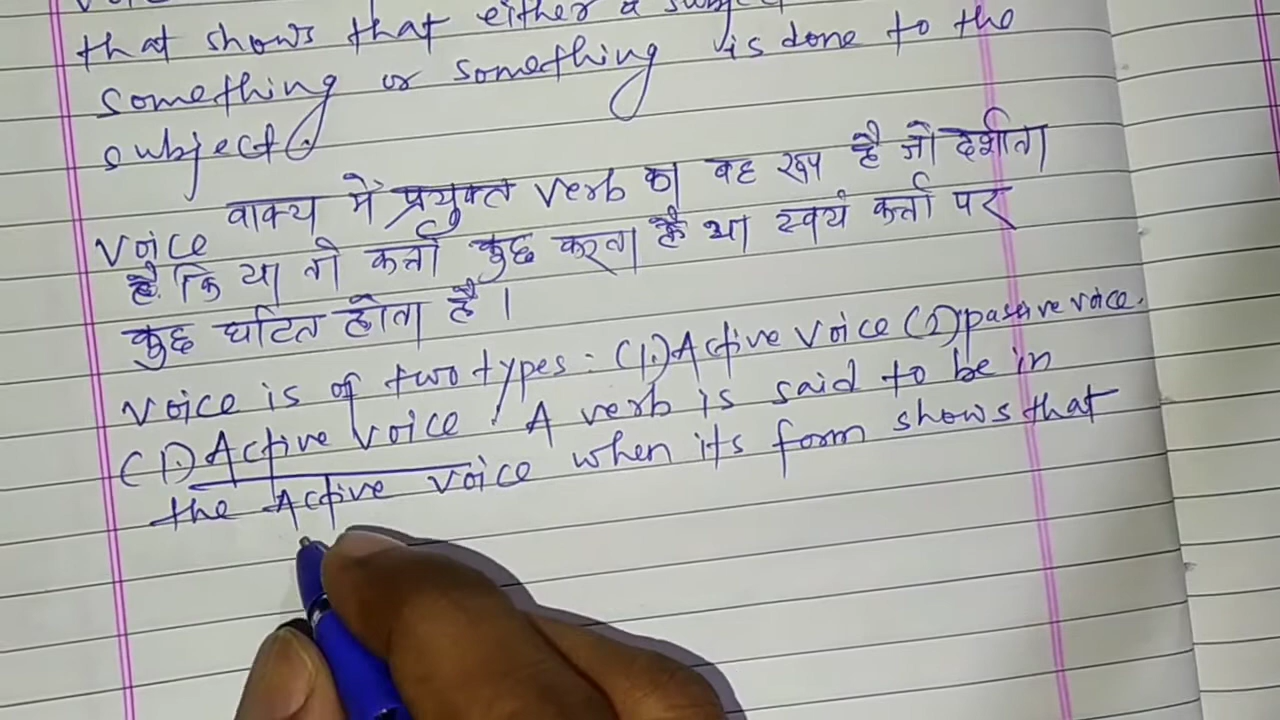 that shows that either a
something or something is done to the
subject.
Voice वाक्य में प्रयुक्त verb का वह रूप है जो दर्शाता
है कि या तो कर्त्ता कुछ करता है या स्वयं कर्त्ता पर
कुछ घटित होता है।
Voice is of two types: (1.) Active Voice (2) passive voice.
(1.) Active Voice: A verb is said to be in
the Active voice when its form shows that